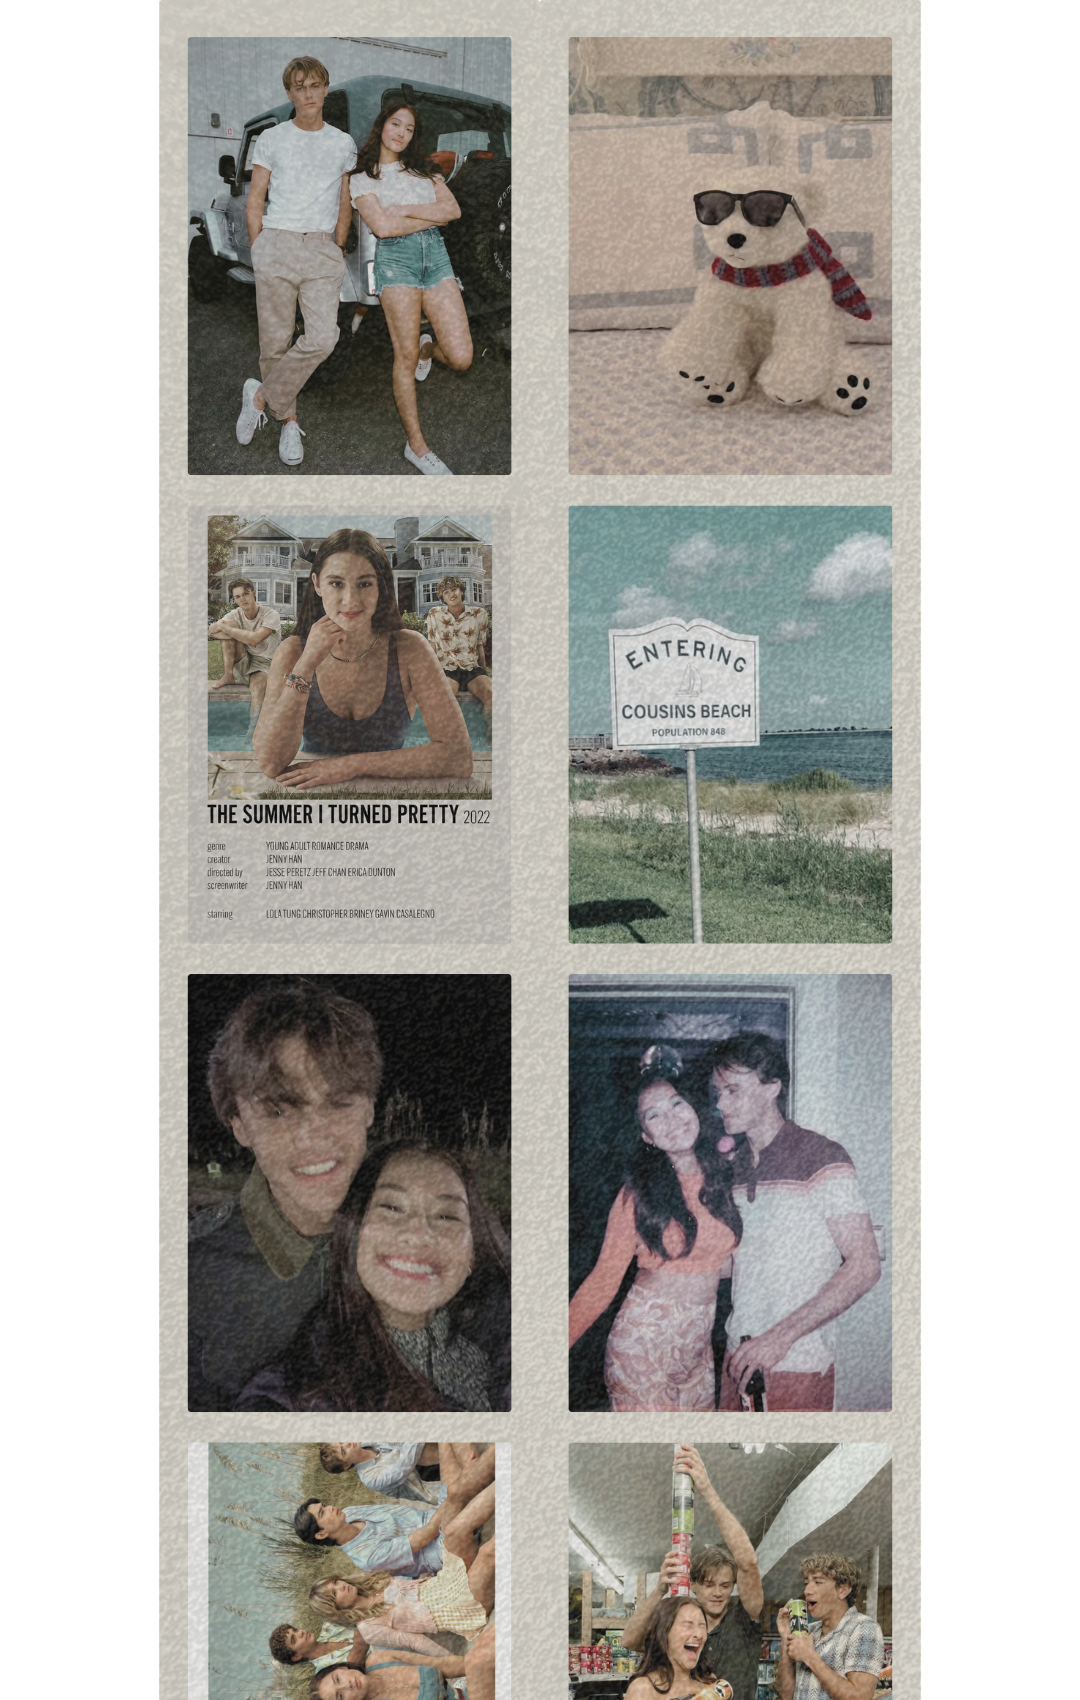 THE SUMMER I TURNED PRETTY 2022
genre YOUNG ADULT ROMANCE DRAMA
creator JENNY HAN
directed by JESSE PERETZ JEFF CHAN ERICA DUNTON
screenwriter JENNY HAN
starring LOLA TUNG CHRISTOPHER BRINEY GAVIN CASALEGNO
ENTERING
COUSINS BEACH
POPULATION 848